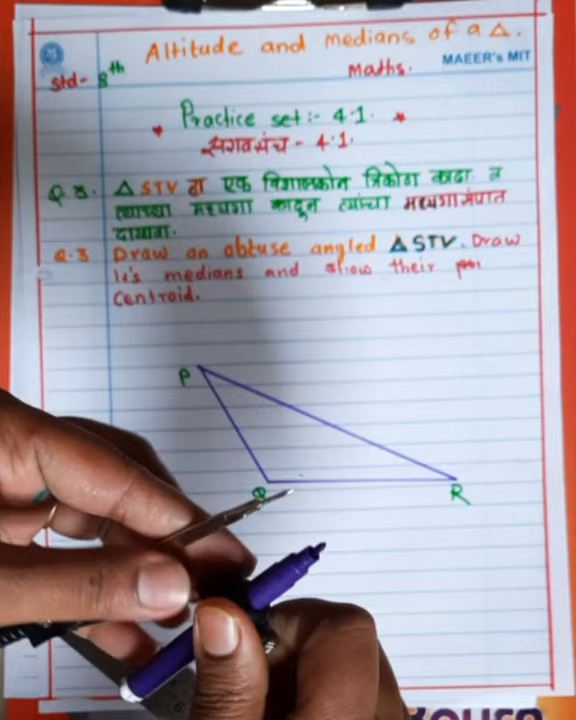 Altitude and medians of a △.
std- 8th Maths. MAEER's MIT
* Practice set:- 4.1. *
सरावसंच - 4.1.
Q 3. △ STV हा एक विशालकोन त्रिकोण काढा. व
त्याच्या मध्यगा काढून त्यांचा मध्यगासंपात
दाखवा.
Q.3 Draw an obtuse angled △STV. Draw
It's medians and show their
Centroid.
P
Q R